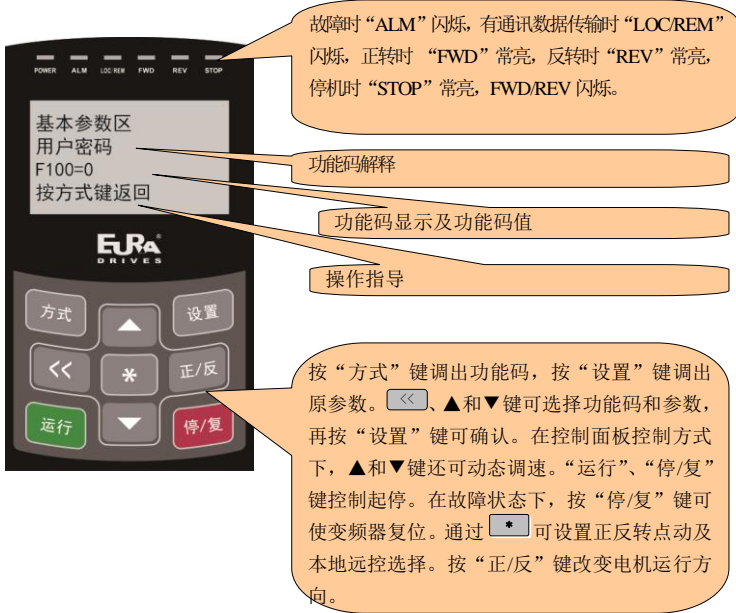 故障时“ALM”闪烁，有通讯数据传输时“LOC/REM”
闪烁，正转时 “FWD”常亮，反转时“REV”常亮，
停机时“STOP”常亮，FWD/REV 闪烁。
POWER ALM LOC/REM FWD REV STOP
基本参数区
用户密码
F100=0
按方式键返回
功能码解释
功能码显示及功能码值
操作指导
EURA
DRIVES
方式
设置
<<
*
正/反
运行
停/复
按“方式”键调出功能码，按“设置”键调出
原参数。<<、▲和▼键可选择功能码和参数，
再按“设置”键可确认。在控制面板控制方式
下，▲和▼键还可动态调速。“运行”、“停/复”
键控制起停。在故障状态下，按“停/复”键可
使变频器复位。通过 * 可设置正反转点动及
本地远控选择。按“正/反”键改变电机运行方
向。